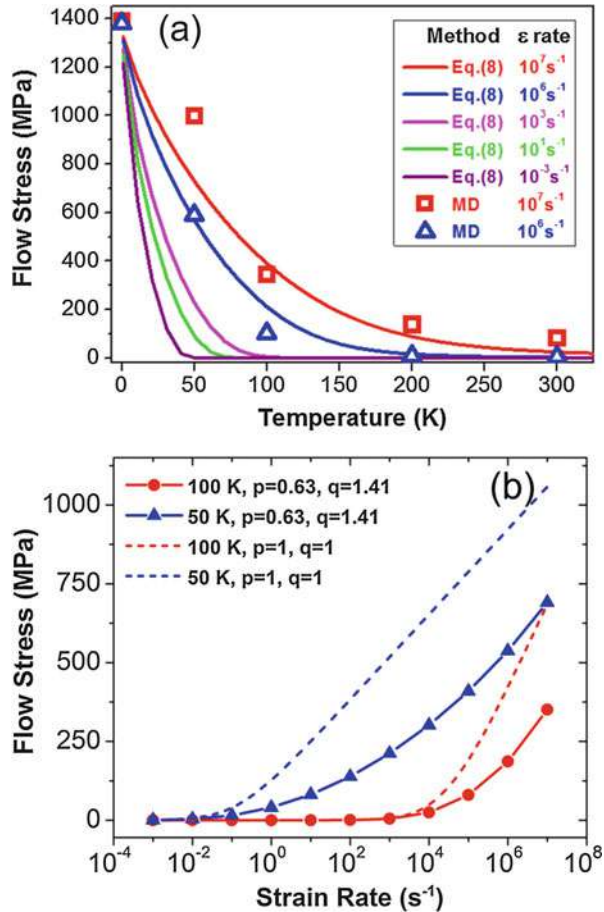 (a)
Method ε rate
Eq.(8) 10⁷s⁻¹
Eq.(8) 10⁶s⁻¹
Eq.(8) 10³s⁻¹
Eq.(8) 10¹s⁻¹
Eq.(8) 10⁻³s⁻¹
MD 10⁷s⁻¹
MD 10⁶s⁻¹
Flow Stress (MPa)
1400
1200
1000
800
600
400
200
0
0 50 100 150 200 250 300
Temperature (K)
(b)
100 K, p=0.63, q=1.41
50 K, p=0.63, q=1.41
100 K, p=1, q=1
50 K, p=1, q=1
Flow Stress (MPa)
1000
750
500
250
0
10⁻⁴ 10⁻² 10⁰ 10² 10⁴ 10⁶ 10⁸
Strain Rate (s⁻¹)